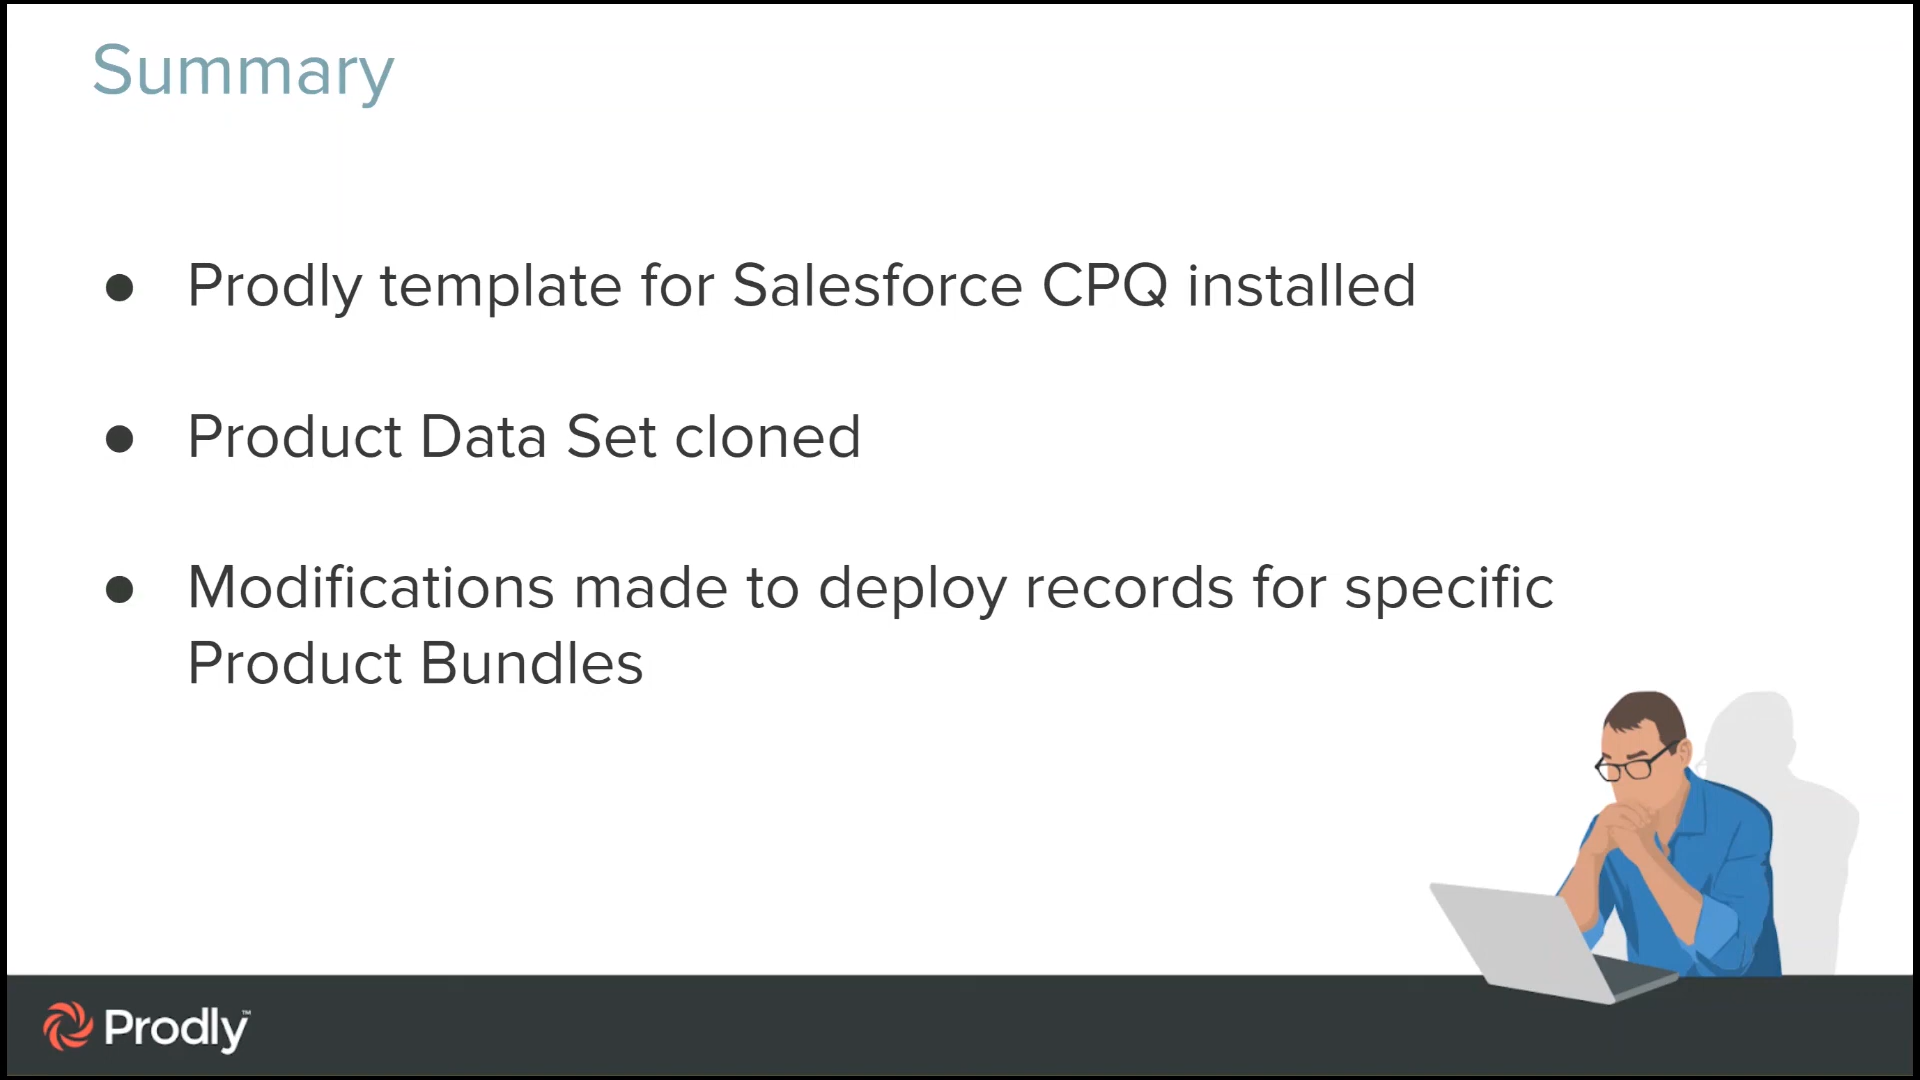 Summary
● Prodly template for Salesforce CPQ installed
● Product Data Set cloned
● Modifications made to deploy records for specific
Product Bundles
Prodly™